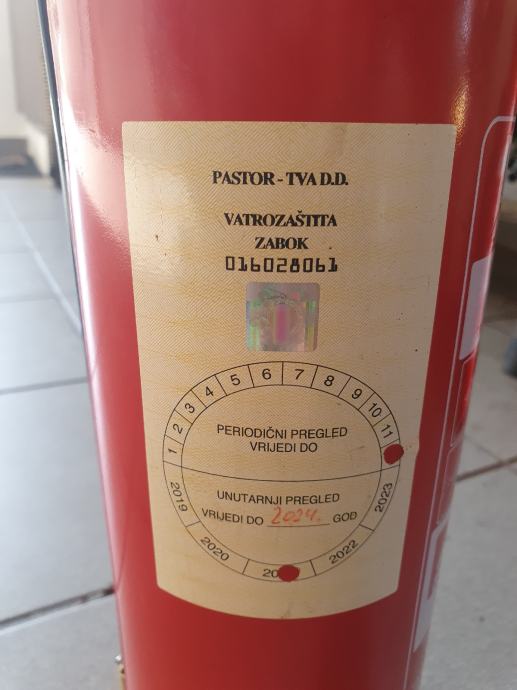 PASTOR - TVA D.D.
VATROZAŠTITA
ZABOK
016028061
1 2 3 4 5 6 7 8 9 10 11
PERIODIČNI PREGLED
VRIJEDI DO
UNUTARNJI PREGLED
VRIJEDI DO 2024. GOD
2019 2020 2022 2023